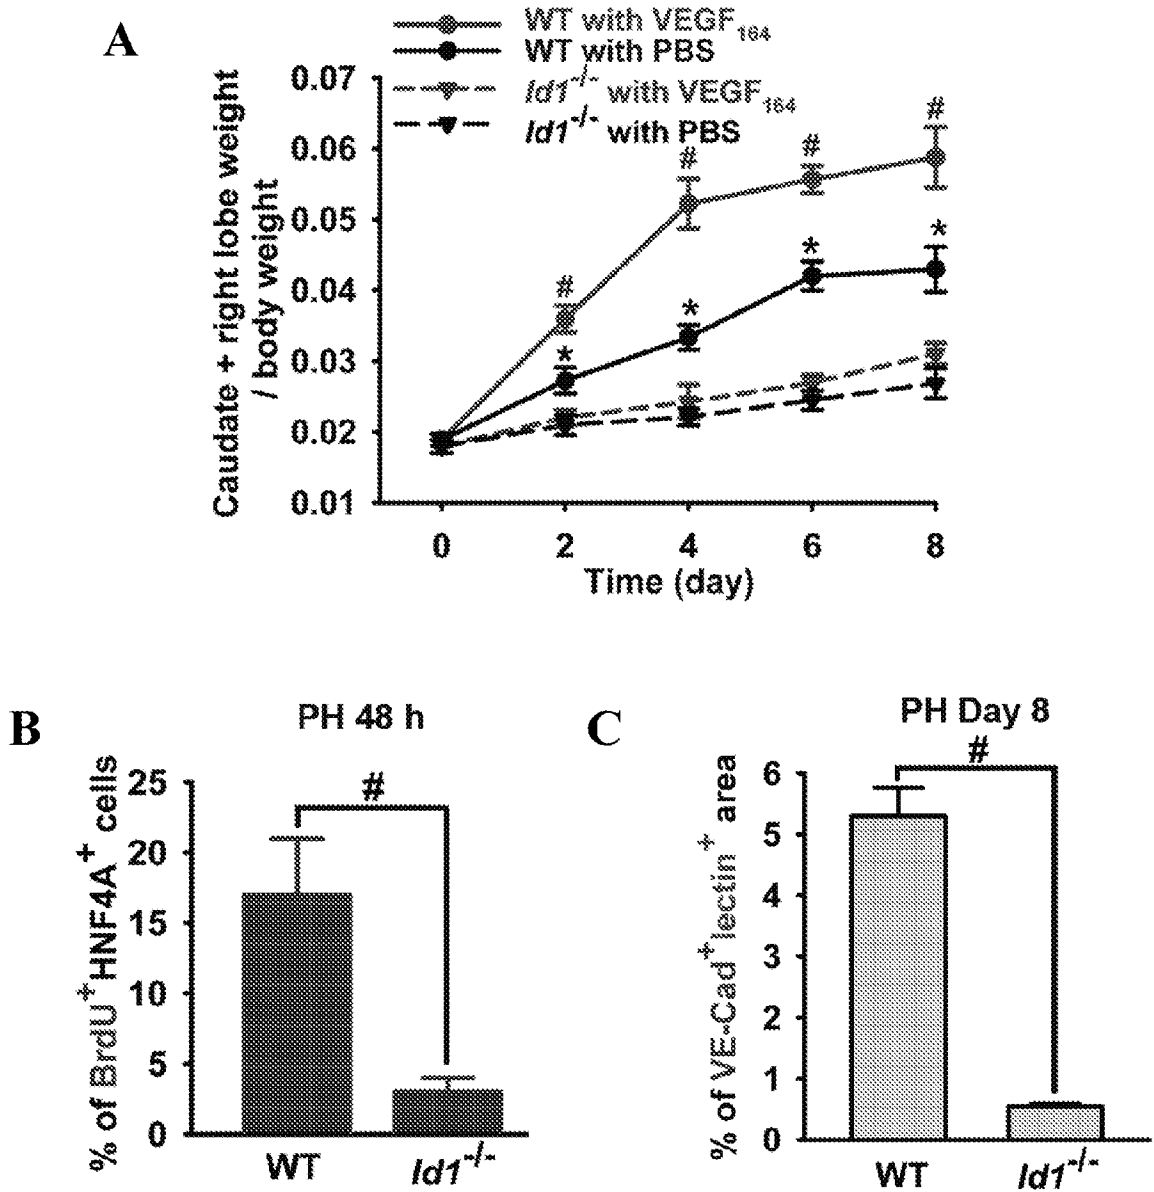 A
WT with VEGF164
WT with PBS
Id1-/- with VEGF164
Id1-/- with PBS
Caudate + right lobe weight
/ body weight
0.07
0.06
0.05
0.04
0.03
0.02
0.01
# # # #
* * * *
0 2 4 6 8
Time (day)
B
PH 48 h
% of BrdU+HNF4A+ cells
25
20
15
10
5
0
#
WT Id1-/-
C
PH Day 8
% of VE-Cad+lectin+ area
6
5
4
3
2
1
0
#
WT Id1-/-